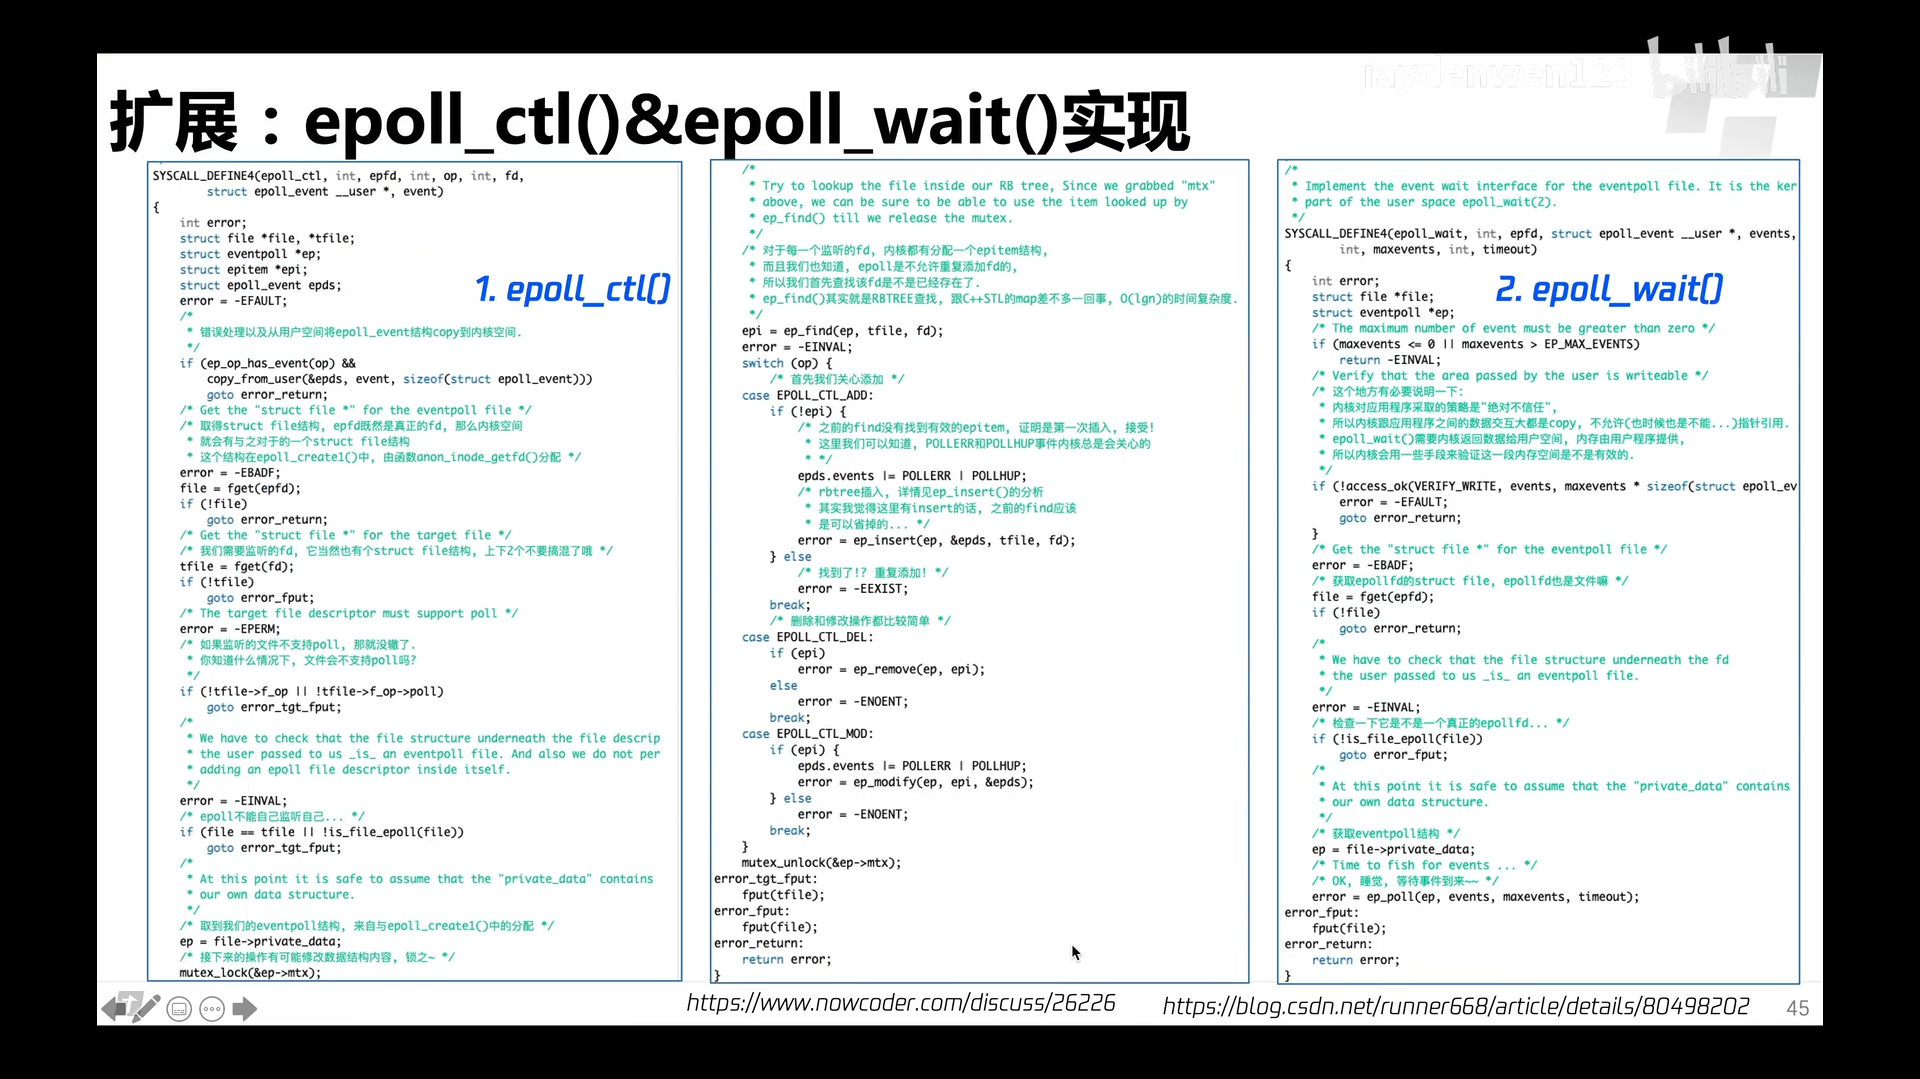 jaydenwen123
bilibili
扩展：epoll_ctl()&epoll_wait()实现
SYSCALL_DEFINE4(epoll_ctl, int, epfd, int, op, int, fd,
struct epoll_event __user *, event)
{
int error;
struct file *file, *tfile;
struct eventpoll *ep;
struct epitem *epi;
struct epoll_event epds;
error = -EFAULT;
/*
* 错误处理以及从用户空间将epoll_event结构copy到内核空间.
*/
if (ep_op_has_event(op) &&
copy_from_user(&epds, event, sizeof(struct epoll_event)))
goto error_return;
/* Get the "struct file *" for the eventpoll file */
/* 取得struct file结构, epfd既然是真正的fd, 那么内核空间
* 就会有与之对于的一个struct file结构
* 这个结构在epoll_create1()中, 由函数anon_inode_getfd()分配 */
error = -EBADF;
file = fget(epfd);
if (!file)
goto error_return;
/* Get the "struct file *" for the target file */
/* 我们需要监听的fd, 它当然也有个struct file结构, 上下2个不要搞混了哦 */
tfile = fget(fd);
if (!tfile)
goto error_fput;
/* The target file descriptor must support poll */
error = -EPERM;
/* 如果监听的文件不支持poll, 那就没辙了.
* 你知道什么情况下, 文件会不支持poll吗?
*/
if (!tfile->f_op || !tfile->f_op->poll)
goto error_tgt_fput;
/*
* We have to check that the file structure underneath the file descrip
* the user passed to us _is_ an eventpoll file. And also we do not per
* adding an epoll file descriptor inside itself.
*/
error = -EINVAL;
/* epoll不能自己监听自己... */
if (file == tfile || !is_file_epoll(file))
goto error_tgt_fput;
/*
* At this point it is safe to assume that the "private_data" contains
* our own data structure.
*/
/* 取到我们的eventpoll结构, 来自与epoll_create1()中的分配 */
ep = file->private_data;
/* 接下来的操作有可能修改数据结构内容, 锁之~ */
mutex_lock(&ep->mtx);
1. epoll_ctl()
/*
* Try to lookup the file inside our RB tree, Since we grabbed "mtx"
* above, we can be sure to be able to use the item looked up by
* ep_find() till we release the mutex.
*/
/* 对于每一个监听的fd, 内核都有分配一个epitem结构,
* 而且我们也知道, epoll是不允许重复添加fd的,
* 所以我们首先查找该fd是不是已经存在了.
* ep_find()其实就是RBTREE查找, 跟C++STL的map差不多一回事, O(lgn)的时间复杂度.
*/
epi = ep_find(ep, tfile, fd);
error = -EINVAL;
switch (op) {
/* 首先我们关心添加 */
case EPOLL_CTL_ADD:
if (!epi) {
/* 之前的find没有找到有效的epitem, 证明是第一次插入, 接受!
* 这里我们可以知道, POLLERR和POLLHUP事件内核总是会关心的
* */
epds.events |= POLLERR | POLLHUP;
/* rbtree插入, 详情见ep_insert()的分析
* 其实我觉得这里有insert的话, 之前的find应该
* 是可以省掉的... */
error = ep_insert(ep, &epds, tfile, fd);
} else
/* 找到了!? 重复添加! */
error = -EEXIST;
break;
/* 删除和修改操作都比较简单 */
case EPOLL_CTL_DEL:
if (epi)
error = ep_remove(ep, epi);
else
error = -ENOENT;
break;
case EPOLL_CTL_MOD:
if (epi) {
epds.events |= POLLERR | POLLHUP;
error = ep_modify(ep, epi, &epds);
} else
error = -ENOENT;
break;
}
mutex_unlock(&ep->mtx);
error_tgt_fput:
fput(tfile);
error_fput:
fput(file);
error_return:
return error;
}
/*
* Implement the event wait interface for the eventpoll file. It is the ker
* part of the user space epoll_wait(2).
*/
SYSCALL_DEFINE4(epoll_wait, int, epfd, struct epoll_event __user *, events,
int, maxevents, int, timeout)
{
int error;
struct file *file;
struct eventpoll *ep;
/* The maximum number of event must be greater than zero */
if (maxevents <= 0 || maxevents > EP_MAX_EVENTS)
return -EINVAL;
/* Verify that the area passed by the user is writeable */
/* 这个地方有必要说明一下:
* 内核对应用程序采取的策略是"绝对不信任",
* 所以内核跟应用程序之间的数据交互大都是copy, 不允许(也时候也是不能...)指针引用.
* epoll_wait()需要内核返回数据给用户空间, 内存由用户程序提供,
* 所以内核会用一些手段来验证这一段内存空间是不是有效的.
*/
if (!access_ok(VERIFY_WRITE, events, maxevents * sizeof(struct epoll_ev
error = -EFAULT;
goto error_return;
}
/* Get the "struct file *" for the eventpoll file */
error = -EBADF;
/* 获取epollfd的struct file, epollfd也是文件嘛 */
file = fget(epfd);
if (!file)
goto error_return;
/*
* We have to check that the file structure underneath the fd
* the user passed to us _is_ an eventpoll file.
*/
error = -EINVAL;
/* 检查一下它是不是一个真正的epollfd... */
if (!is_file_epoll(file))
goto error_fput;
/*
* At this point it is safe to assume that the "private_data" contains
* our own data structure.
*/
/* 获取eventpoll结构 */
ep = file->private_data;
/* Time to fish for events ... */
/* OK, 睡觉, 等待事件到来~~ */
error = ep_poll(ep, events, maxevents, timeout);
error_fput:
fput(file);
error_return:
return error;
}
2. epoll_wait()
https://www.nowcoder.com/discuss/26226
https://blog.csdn.net/runner668/article/details/80498202
45